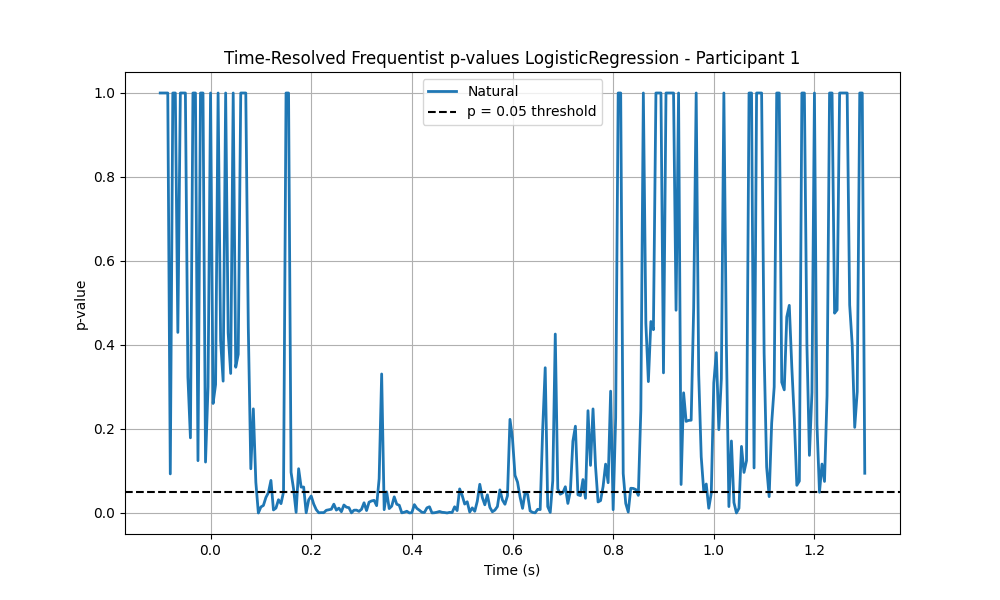 Time-Resolved Frequentist p-values LogisticRegression - Participant 1
Natural
p = 0.05 threshold
p-value
1.0
0.8
0.6
0.4
0.2
0.0
0.0 0.2 0.4 0.6 0.8 1.0 1.2
Time (s)